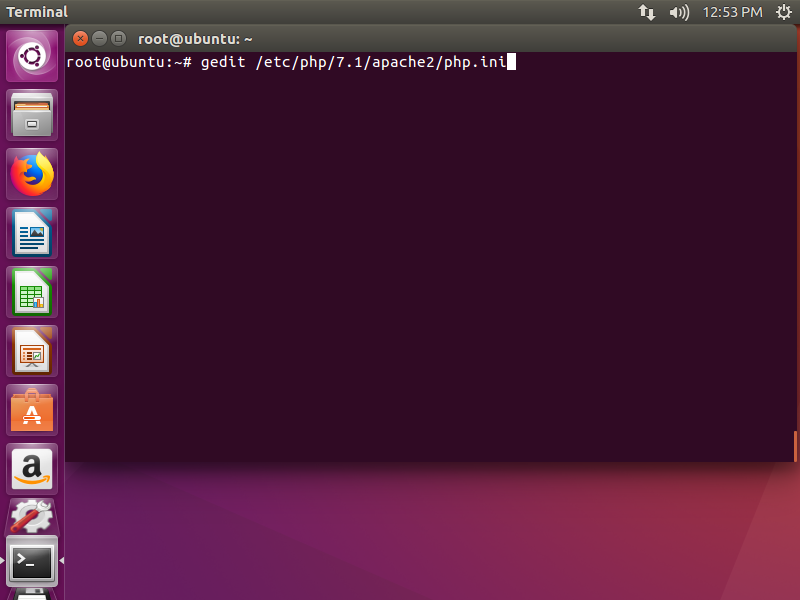 Terminal
12:53 PM
root@ubuntu: ~
root@ubuntu:~# gedit /etc/php/7.1/apache2/php.ini
A
a
>_